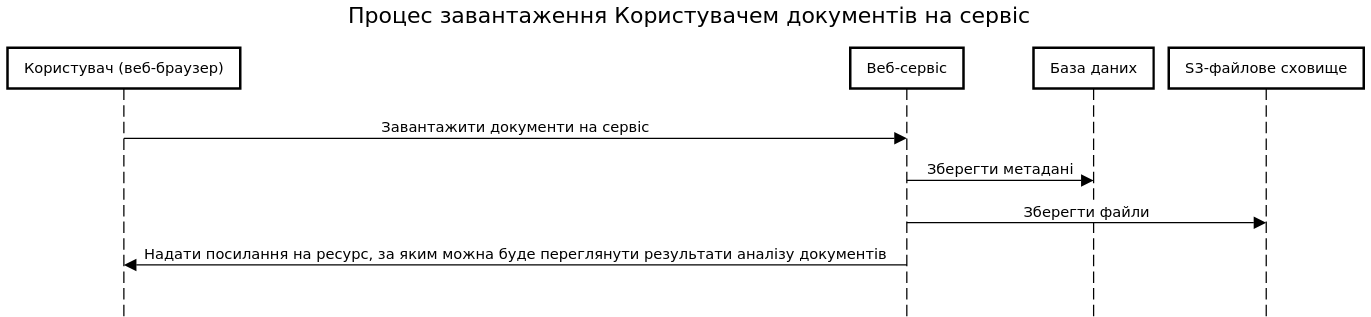 Процес завантаження Користувачем документів на сервіс
Користувач (веб-браузер)
Веб-сервіс
База даних
S3-файлове сховище
Завантажити документи на сервіс
Зберегти метадані
Зберегти файли
Надати посилання на ресурс, за яким можна буде переглянути результати аналізу документів